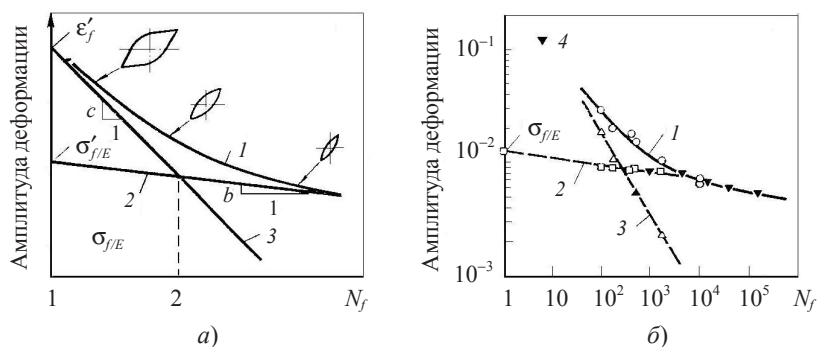 Амплитуда деформации
ε′f
c
1
σ′f/E
1
2
b
1
3
σf/E
1
2
Nf
а)
Амплитуда деформации
10⁻¹
4
1
10⁻²
σf/E
2
3
10⁻³
1 10 10² 10³ 10⁴ 10⁵ Nf
б)